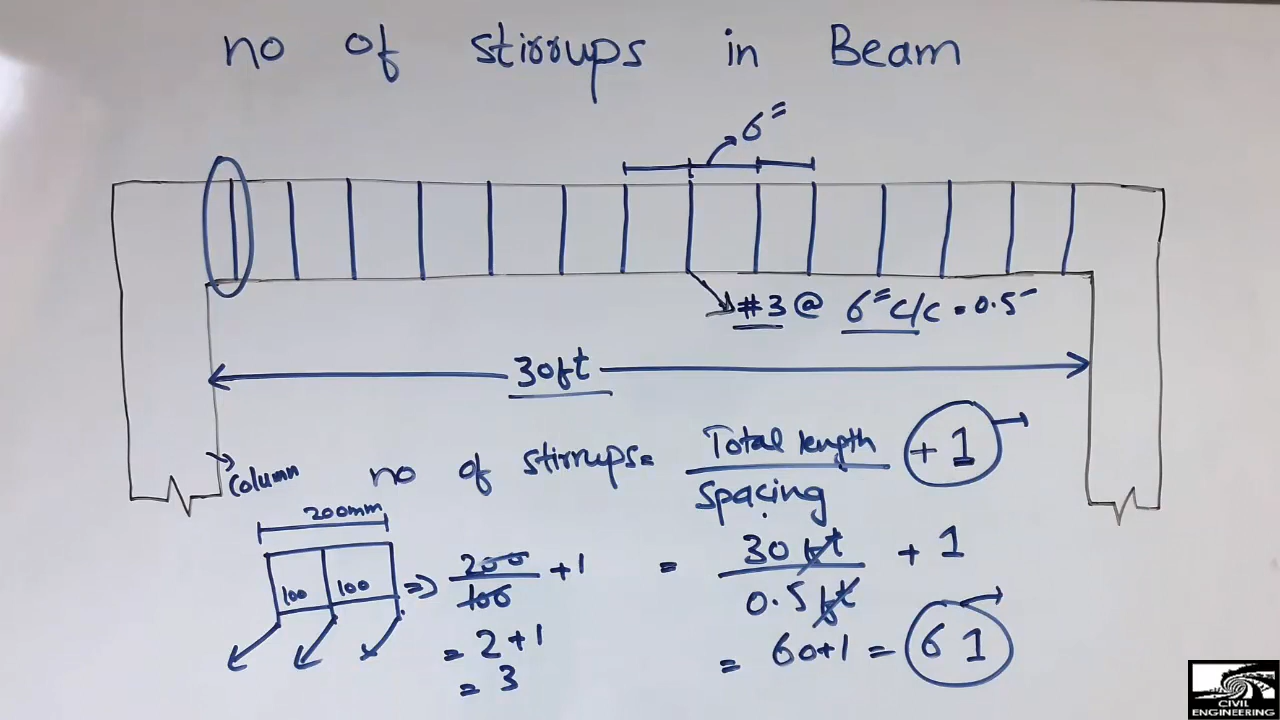 no of stirrups in Beam
6"
#3 @ 6" c/c = 0.5'
30ft
column
no of stirrups = Total length + 1
Spacing
200mm
100 100 => 200 + 1
100
= 2+1
= 3
= 30 ft + 1
0.5 ft
= 60+1 = 61
CIVIL
ENGINEERING